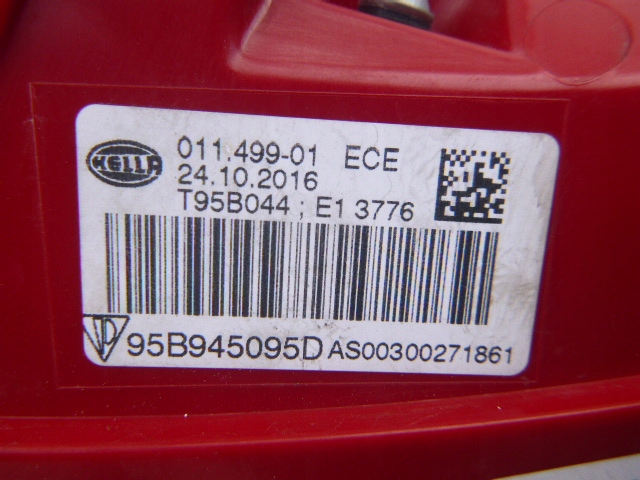 HELLA
011.499-01 ECE
24.10.2016
T95B044 ; E1 3776
95B945095D AS00300271861